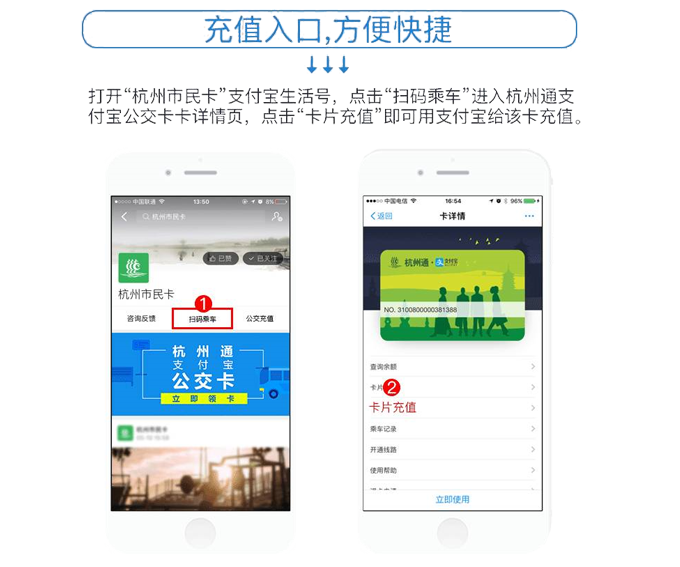 充值入口,方便快捷
打开“杭州市民卡”支付宝生活号，点击“扫码乘车”进入杭州通支
付宝公交卡卡详情页，点击“卡片充值”即可用支付宝给该卡充值。
中国联通 13:50 8%
杭州市民卡
已赞 已关注
杭州市民卡
1
咨询反馈 扫码乘车 公交充值
杭州通
支付宝
公交卡
立即领卡
杭州市民卡
中国电信 16:54 96%
返回 卡详情
杭州通·支付宝
NO. 3100800000381388
查询余额
卡片
2
卡片充值
乘车记录
开通线路
使用帮助
立即使用